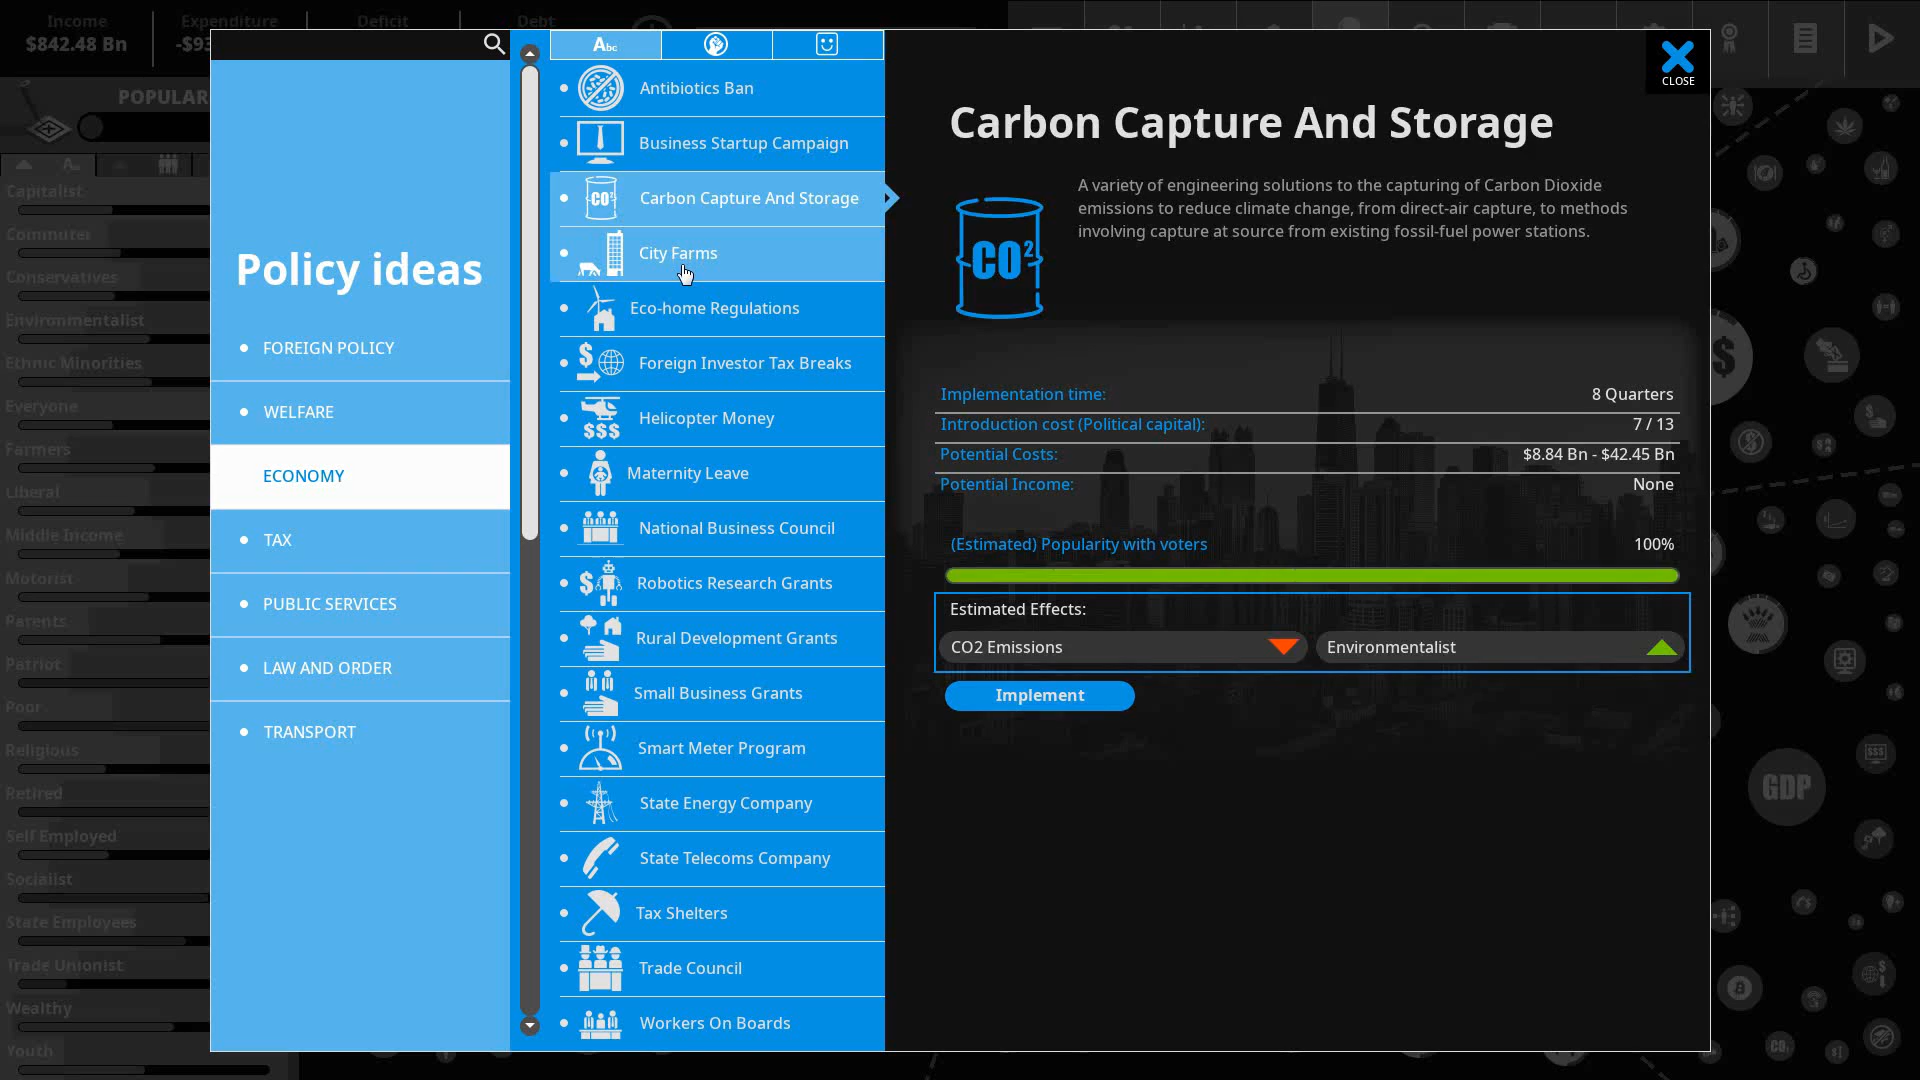 Income
$842.48 Bn
Expenditure
Deficit
Debt
Abc
CLOSE
POPULAR
Capitalist
Commuter
Conservatives
Environmentalist
Ethnic Minorities
Everyone
Farmers
Liberal
Middle Income
Motorist
Parents
Patriot
Poor
Religious
Retired
Self Employed
Socialist
State Employees
Trade Unionist
Wealthy
Youth
Policy ideas
FOREIGN POLICY
WELFARE
ECONOMY
TAX
PUBLIC SERVICES
LAW AND ORDER
TRANSPORT
Antibiotics Ban
Business Startup Campaign
CO2
Carbon Capture And Storage
City Farms
Eco-home Regulations
Foreign Investor Tax Breaks
Helicopter Money
Maternity Leave
National Business Council
Robotics Research Grants
Rural Development Grants
Small Business Grants
Smart Meter Program
State Energy Company
State Telecoms Company
Tax Shelters
Trade Council
Workers On Boards
Carbon Capture And Storage
CO2
A variety of engineering solutions to the capturing of Carbon Dioxide
emissions to reduce climate change, from direct-air capture, to methods
involving capture at source from existing fossil-fuel power stations.
Implementation time: 8 Quarters
Introduction cost (Political capital): 7 / 13
Potential Costs: $8.84 Bn - $42.45 Bn
Potential Income: None
(Estimated) Popularity with voters 100%
Estimated Effects:
CO2 Emissions
Environmentalist
Implement
GDP